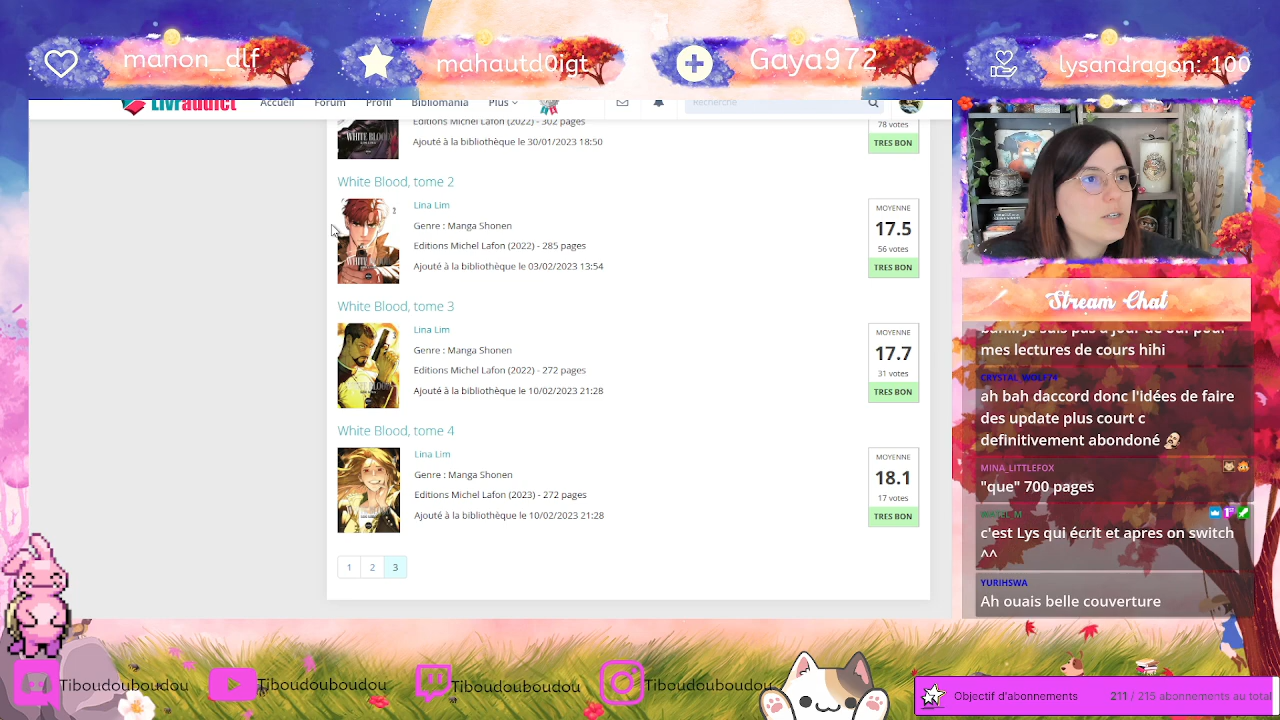 manon_dlf
mahautd0igt
Gaya972
lysandragon: 100
Livraddict
Accueil
Forum
Profil
Bibliomania
Plus
Recherche
Editions Michel Lafon (2022) - 302 pages
78 votes
Ajouté à la bibliothèque le 30/01/2023 18:50
TRES BON
White Blood, tome 2
Lina Lim
Genre : Manga Shonen
Editions Michel Lafon (2022) - 285 pages
Ajouté à la bibliothèque le 03/02/2023 13:54
MOYENNE
17.5
56 votes
TRES BON
White Blood, tome 3
Lina Lim
Genre : Manga Shonen
Editions Michel Lafon (2022) - 272 pages
Ajouté à la bibliothèque le 10/02/2023 21:28
MOYENNE
17.7
31 votes
TRES BON
White Blood, tome 4
Lina Lim
Genre : Manga Shonen
Editions Michel Lafon (2023) - 272 pages
Ajouté à la bibliothèque le 10/02/2023 21:28
MOYENNE
18.1
17 votes
TRES BON
1 2 3
Stream Chat
mes lectures de cours hihi
CRYSTAL_WOLF74
ah bah daccord donc l'idées de faire
des update plus court c
definitivement abondoné
MINA_LITTLEFOX
"que" 700 pages
c'est Lys qui écrit et apres on switch
^^
YURIHSWA
Ah ouais belle couverture
Tiboudouboudou
Tiboudouboudou
Tiboudouboudou
Tiboudouboudou
Objectif d'abonnements
211 / 215 abonnements au total